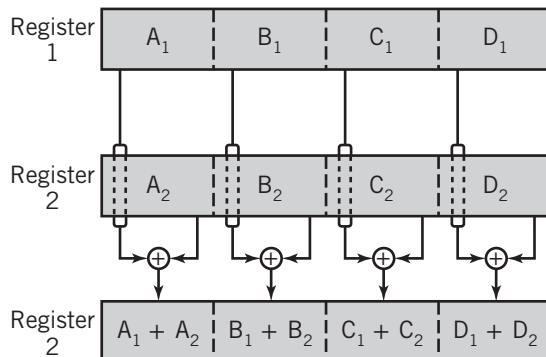 Register
1
A₁ B₁ C₁ D₁
Register
2
A₂ B₂ C₂ D₂
+ + + +
Register
2
A₁ + A₂ B₁ + B₂ C₁ + C₂ D₁ + D₂